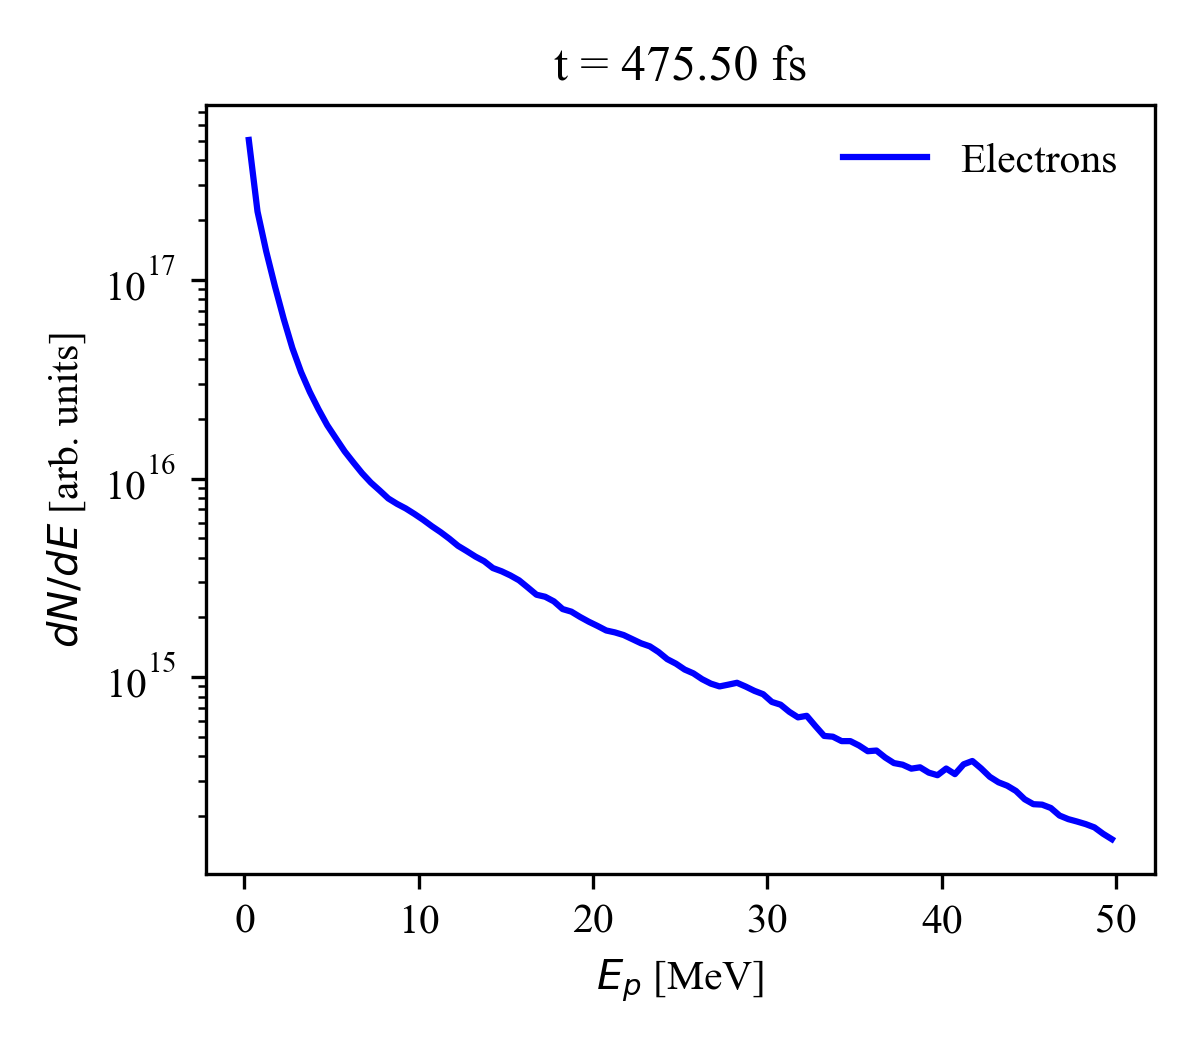 t = 475.50 fs
Electrons
10^17
10^16
10^15
dN/dE [arb. units]
0 10 20 30 40 50
E_p [MeV]